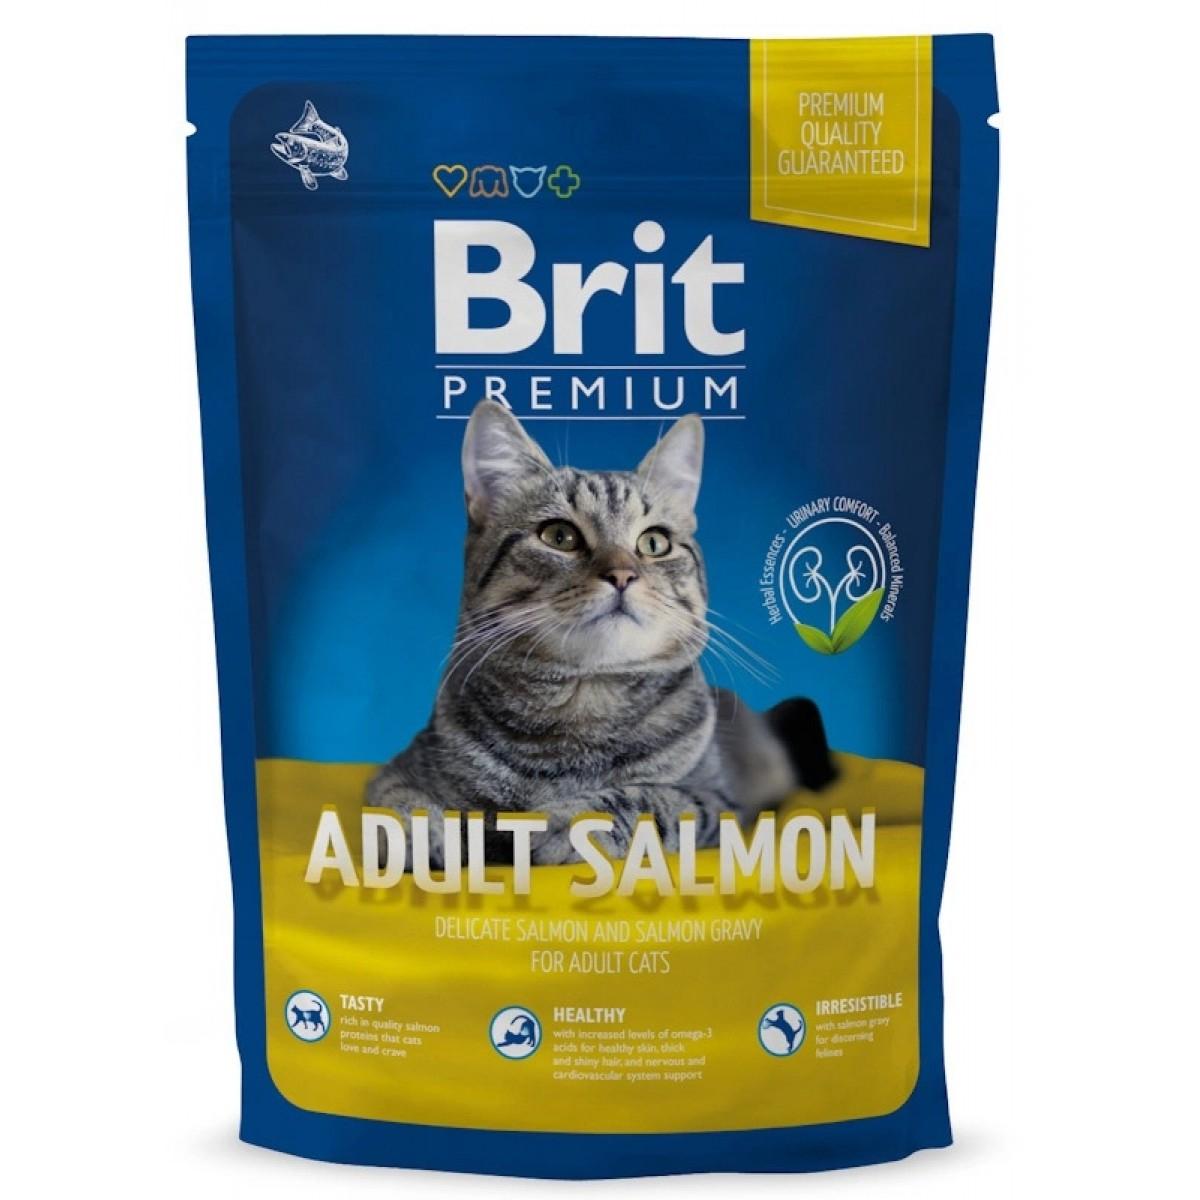 PREMIUM
QUALITY
GUARANTEED
Brit
PREMIUM
Herbal Essences - URINARY COMFORT - Balanced Minerals
ADULT SALMON
DELICATE SALMON AND SALMON GRAVY
FOR ADULT CATS
TASTY
rich in quality salmon
proteins that cats
love and crave
HEALTHY
with increased levels of omega-3
acids for healthy skin, thick
and shiny hair, and nervous and
cardiovascular system support
IRRESISTIBLE
with salmon gravy
for discerning
felines